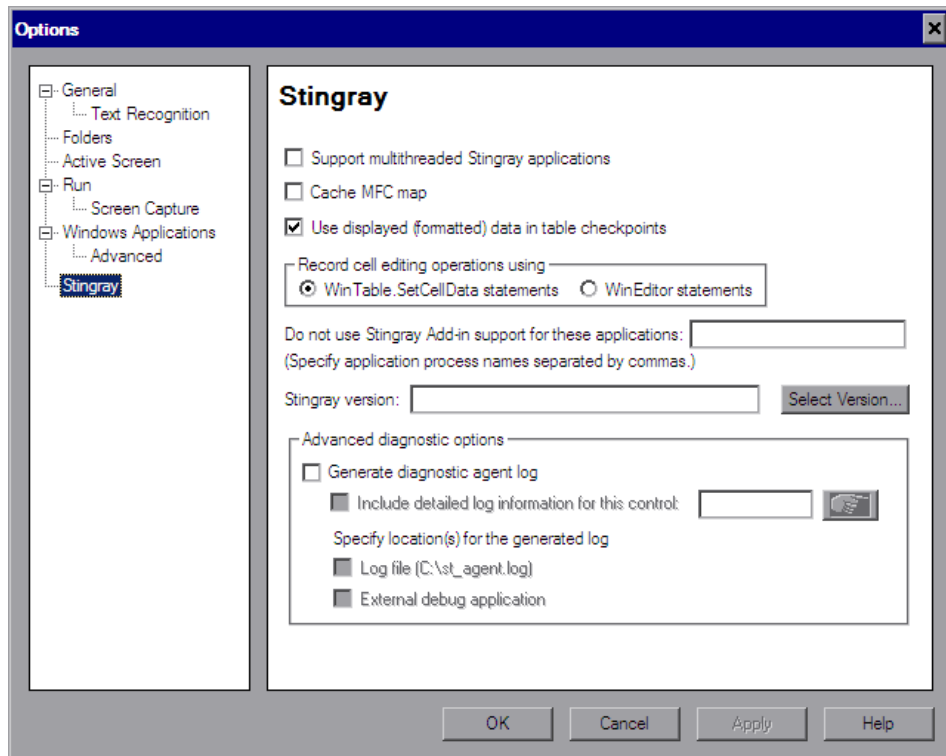 Options
General
Text Recognition
Folders
Active Screen
Run
Screen Capture
Windows Applications
Advanced
Stingray
Stingray
Support multithreaded Stingray applications
Cache MFC map
Use displayed (formatted) data in table checkpoints
Record cell editing operations using
WinTable.SetCellData statements WinEditor statements
Do not use Stingray Add-in support for these applications:
(Specify application process names separated by commas.)
Stingray version: Select Version...
Advanced diagnostic options
Generate diagnostic agent log
Include detailed log information for this control:
Specify location(s) for the generated log
Log file (C:\st_agent.log)
External debug application
OK Cancel Apply Help